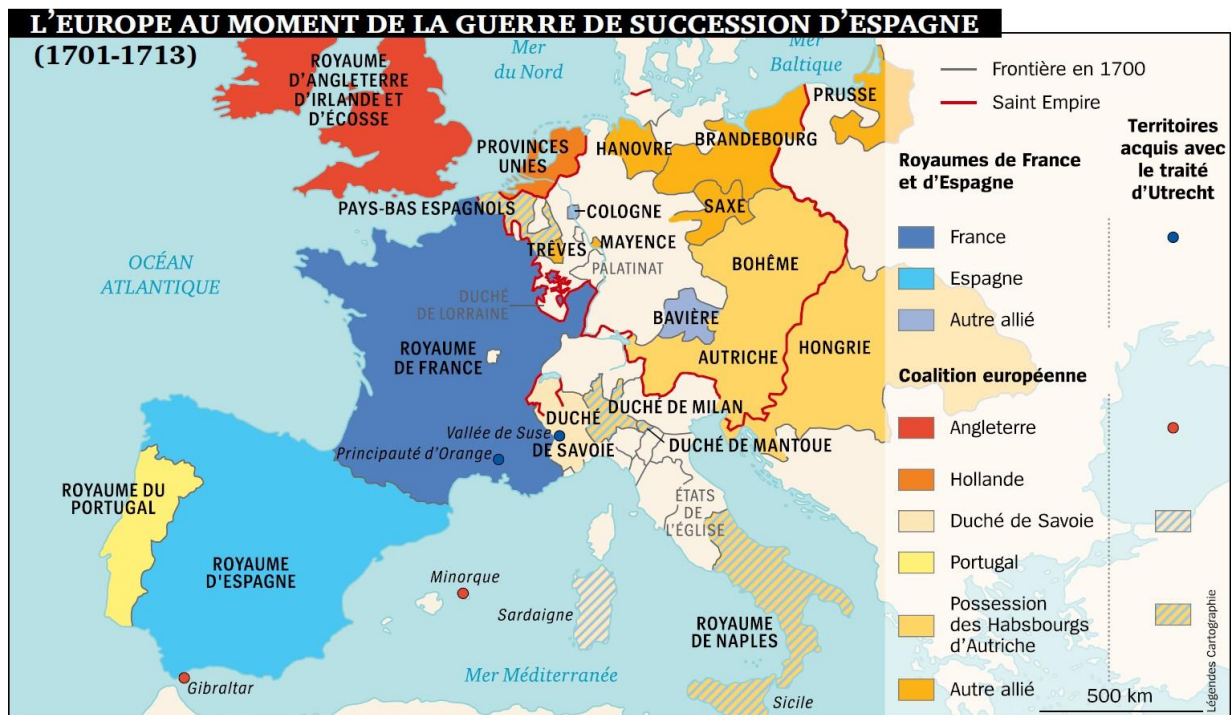 L'EUROPE AU MOMENT DE LA GUERRE DE SUCCESSION D'ESPAGNE
(1701-1713)
Mer
du Nord
Mer
Baltique
ROYAUME
D'ANGLETERRE
D'IRLANDE ET
D'ÉCOSSE
PRUSSE
PROVINCES
UNIES
HANOVRE
BRANDEBOURG
PAYS-BAS ESPAGNOLS
COLOGNE
SAXE
TRÈVES
MAYENCE
PALATINAT
BOHÊME
OCÉAN
ATLANTIQUE
DUCHÉ
DE LORRAINE
BAVIÈRE
ROYAUME
DE FRANCE
AUTRICHE
HONGRIE
DUCHÉ
DE SAVOIE
DUCHÉ DE MILAN
DUCHÉ DE MANTOUE
Vallée de Suse
Principauté d'Orange
ROYAUME DU
PORTUGAL
ÉTATS
DE
L'ÉGLISE
ROYAUME
D'ESPAGNE
Minorque
Sardaigne
ROYAUME
DE NAPLES
Mer Méditerranée
Gibraltar
Sicile
Frontière en 1700
Saint Empire
Royaumes de France
et d'Espagne
Territoires
acquis avec
le traité
d'Utrecht
France
Espagne
Autre allié
Coalition européenne
Angleterre
Hollande
Duché de Savoie
Portugal
Possession
des Habsbourgs
d'Autriche
Autre allié
500 km
Légendes Cartographie